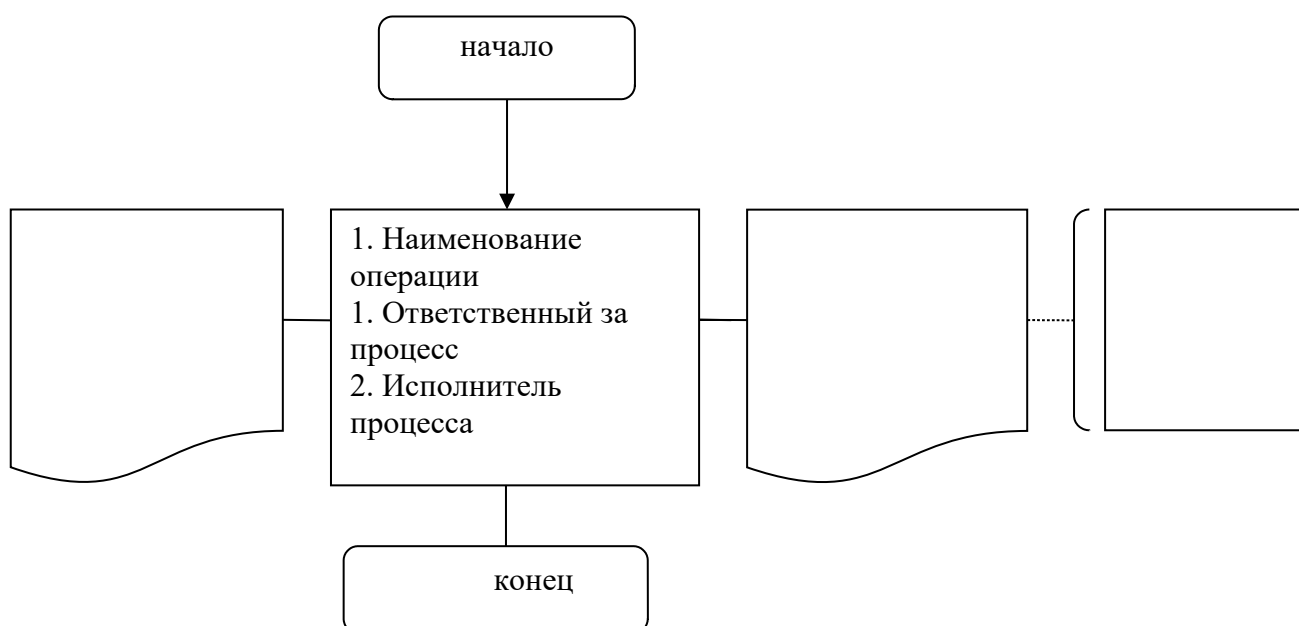 начало
1. Наименование
операции
1. Ответственный за
процесс
2. Исполнитель
процесса
конец